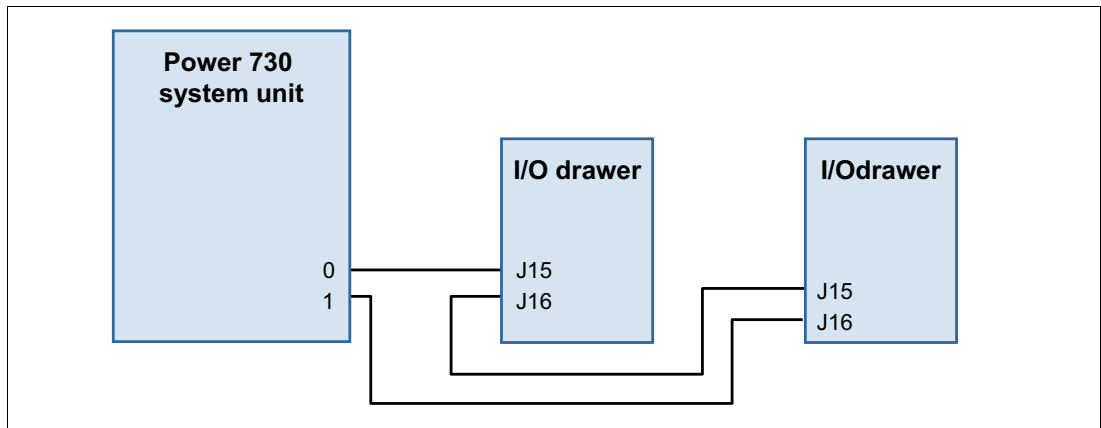 Power 730
system unit
I/O drawer
I/Odrawer
0
J15
1
J16
J15
J16